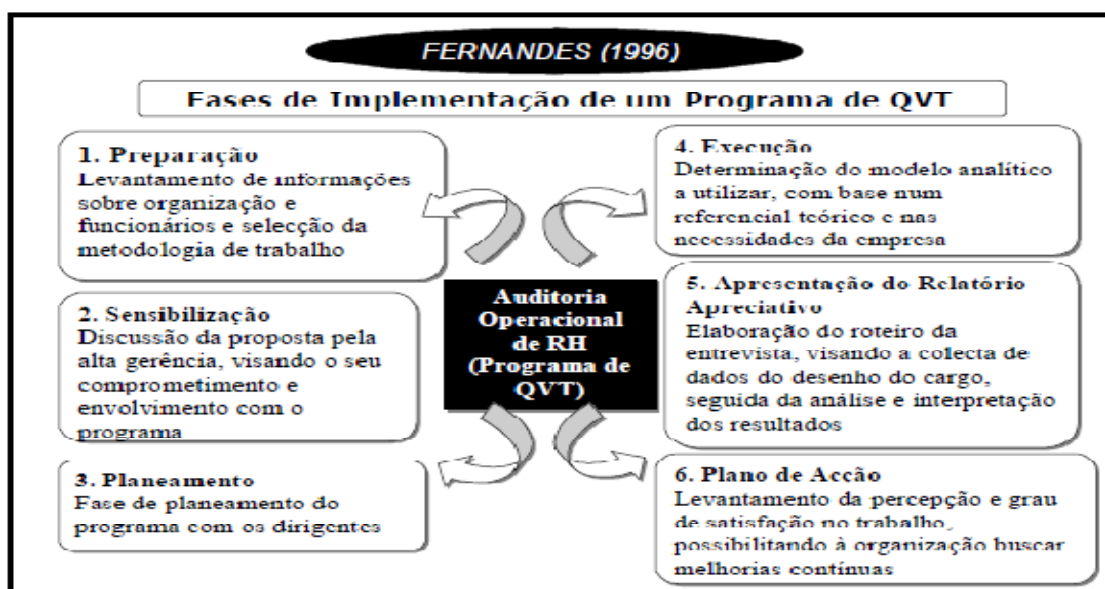 FERNANDES (1996)
Fases de Implementação de um Programa de QVT
1. Preparação
Levantamento de informações
sobre organização e
funcionários e selecção da
metodologia de trabalho
2. Sensibilização
Discussão da proposta pela
alta gerência, visando o seu
comprometimento e
envolvimento com o
programa
3. Planeamento
Fase de planeamento do
programa com os dirigentes
Auditoria
Operacional
de RH
(Programa de
QVT)
4. Execução
Determinação do modelo analítico
a utilizar, com base num
referencial teórico e nas
necessidades da empresa
5. Apresentação do Relatório
Apreciativo
Elaboração do roteiro da
entrevista, visando a colecta de
dados do desenho do cargo,
seguida da análise e interpretação
dos resultados
6. Plano de Acção
Levantamento da percepção e grau
de satisfação no trabalho,
possibilitando à organização buscar
melhorias contínuas